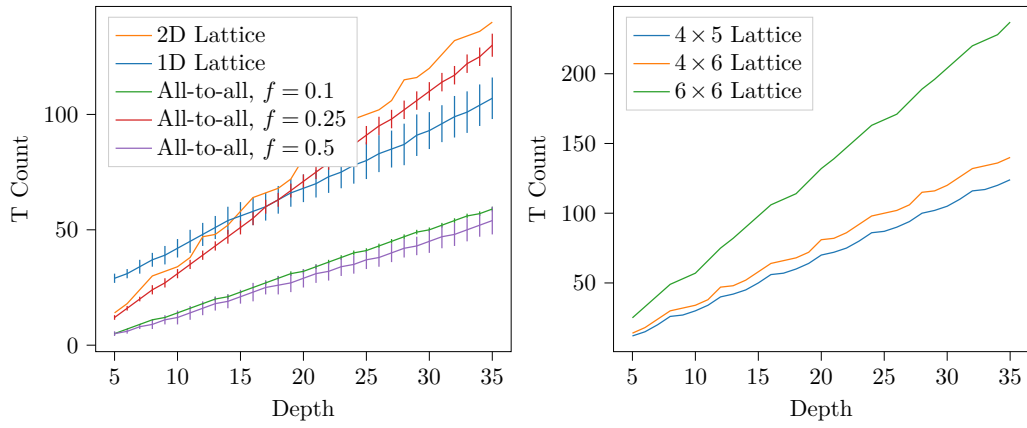 2D Lattice
1D Lattice
All-to-all, f = 0.1
All-to-all, f = 0.25
All-to-all, f = 0.5
100
50
0
T Count
5 10 15 20 25 30 35
Depth
4 × 5 Lattice
4 × 6 Lattice
6 × 6 Lattice
200
150
100
50
T Count
5 10 15 20 25 30 35
Depth